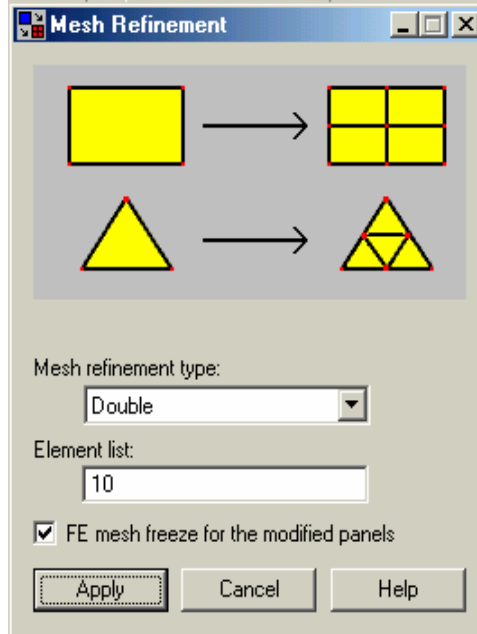 Mesh Refinement
Mesh refinement type:
Double
Element list:
10
FE mesh freeze for the modified panels
Apply Cancel Help